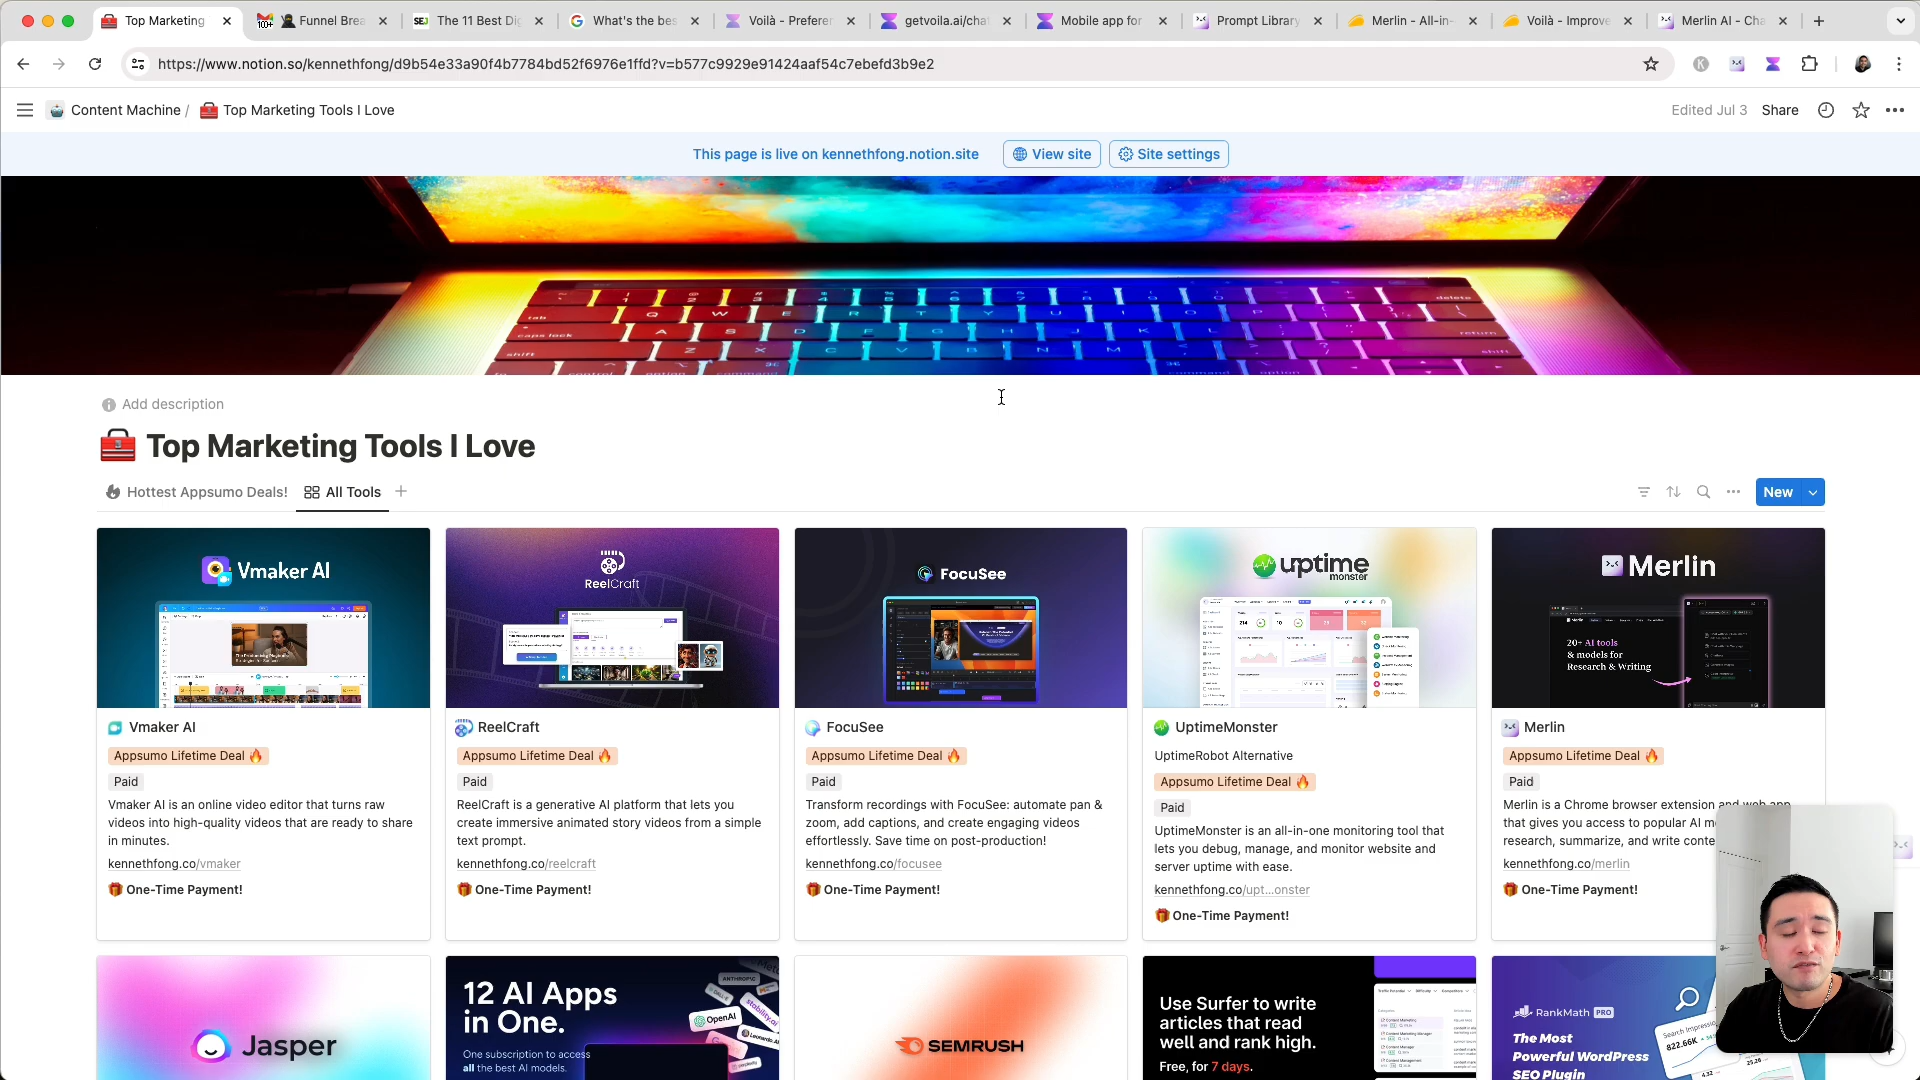 Top Marketing
Funnel Brea
The 11 Best Di
What's the bes
Voilà - Preferer
getvoila.ai/cha
Mobile app for
Prompt Library
Merlin - All-in-
Voilà - Improve
Merlin AI - Cha
https://www.notion.so/kennethfong/d9b54e33a90f4b7784bd52f6976e1ffd?v=b577c9929e91424aaf54c7ebefd3b9e2
Content Machine / Top Marketing Tools I Love
Edited Jul 3 Share
This page is live on kennethfong.notion.site View site Site settings
Add description
Top Marketing Tools I Love
Hottest Appsumo Deals! All Tools
New
Vmaker AI
Vmaker AI
Appsumo Lifetime Deal 🔥
Paid
Vmaker AI is an online video editor that turns raw
videos into high-quality videos that are ready to share
in minutes.
kennethfong.co/vmaker
🎁 One-Time Payment!
ReelCraft
ReelCraft
Appsumo Lifetime Deal 🔥
Paid
ReelCraft is a generative AI platform that lets you
create immersive animated story videos from a simple
text prompt.
kennethfong.co/reelcraft
🎁 One-Time Payment!
FocuSee
FocuSee
Appsumo Lifetime Deal 🔥
Paid
Transform recordings with FocuSee: automate pan &
zoom, add captions, and create engaging videos
effortlessly. Save time on post-production!
kennethfong.co/focusee
🎁 One-Time Payment!
uptime
monster
UptimeMonster
UptimeRobot Alternative
Appsumo Lifetime Deal 🔥
Paid
UptimeMonster is an all-in-one monitoring tool that
lets you debug, manage, and monitor website and
server uptime with ease.
kennethfong.co/upt...onster
🎁 One-Time Payment!
Merlin
20+ AI tools
& models for
Research & Writing
Merlin
Appsumo Lifetime Deal 🔥
Paid
Merlin is a Chrome browser extension and web app
that gives you access to popular AI m
research, summarize, and write conte
kennethfong.co/merlin
🎁 One-Time Payment!
Jasper
12 AI Apps
in One.
One subscription to access
all the best AI models.
ANTHROPIC
OpenAI
stability.ai
SEMRUSH
Use Surfer to write
articles that read
well and rank high.
Free, for 7 days.
RankMath PRO
The Most
Powerful WordPress
SEO Plugin
Search Impressio
822.66K